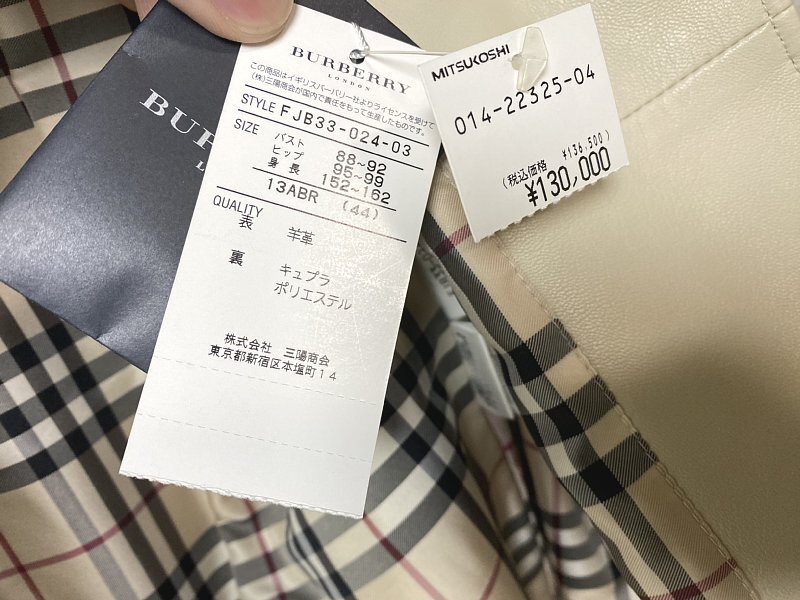 BURBERRY
LONDON
この商品はイギリスバーバリー社よりライセンスを受けて
(株)三陽商会が国内で責任をもって生産したものです。
STYLE FJB33-024-03
SIZE バスト 88~92
ヒップ 95~99
身長 152~162
13ABR (44)
QUALITY
表 羊革
裏 キュプラ
ポリエステル
株式会社 三陽商会
東京都新宿区本塩町14
MITSUKOSHI
014-22325-04
¥136,500)
(税込価格
¥130,000
BUR
L